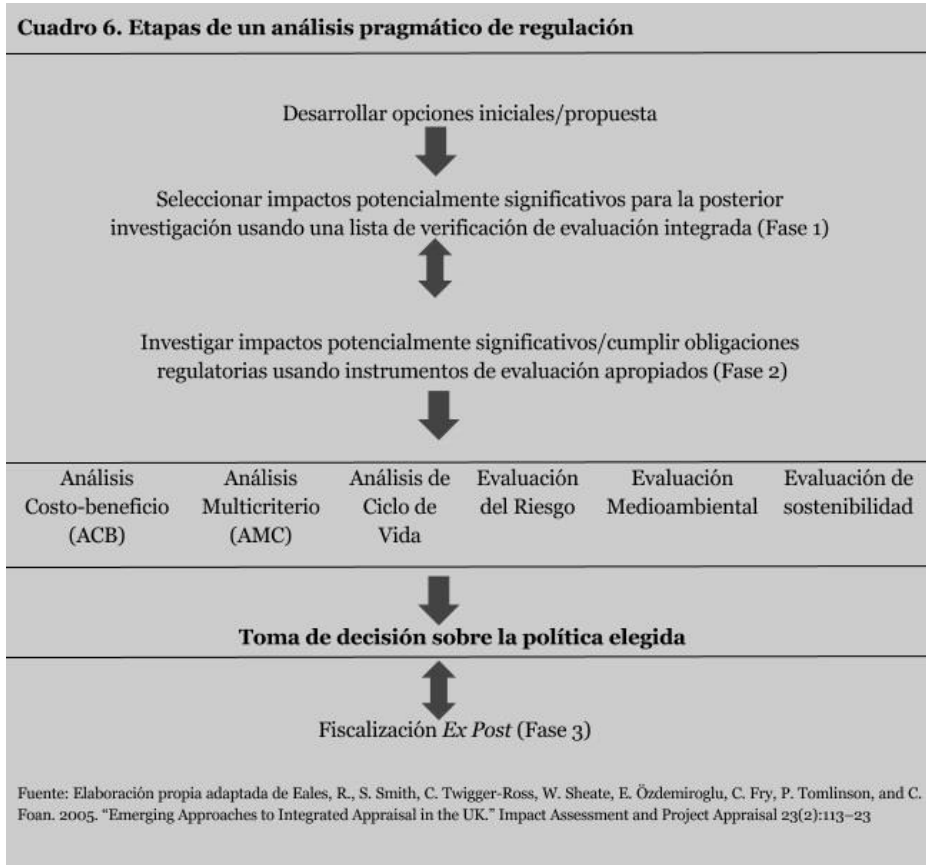 Cuadro 6. Etapas de un análisis pragmático de regulación
Desarrollar opciones iniciales/propuesta
Seleccionar impactos potencialmente significativos para la posterior
investigación usando una lista de verificación de evaluación integrada (Fase 1)
Investigar impactos potencialmente significativos/cumplir obligaciones
regulatorias usando instrumentos de evaluación apropiados (Fase 2)
Análisis
Costo-beneficio
(ACB)
Análisis
Multicriterio
(AMC)
Análisis de
Ciclo de
Vida
Evaluación
del Riesgo
Evaluación
Medioambiental
Evaluación de
sostenibilidad
Toma de decisión sobre la política elegida
Fiscalización Ex Post (Fase 3)
Fuente: Elaboración propia adaptada de Eales, R., S. Smith, C. Twigger-Ross, W. Sheate, E. Özdemiroglu, C. Fry, P. Tomlinson, and C.
Foan. 2005. “Emerging Approaches to Integrated Appraisal in the UK.” Impact Assessment and Project Appraisal 23(2):113–23